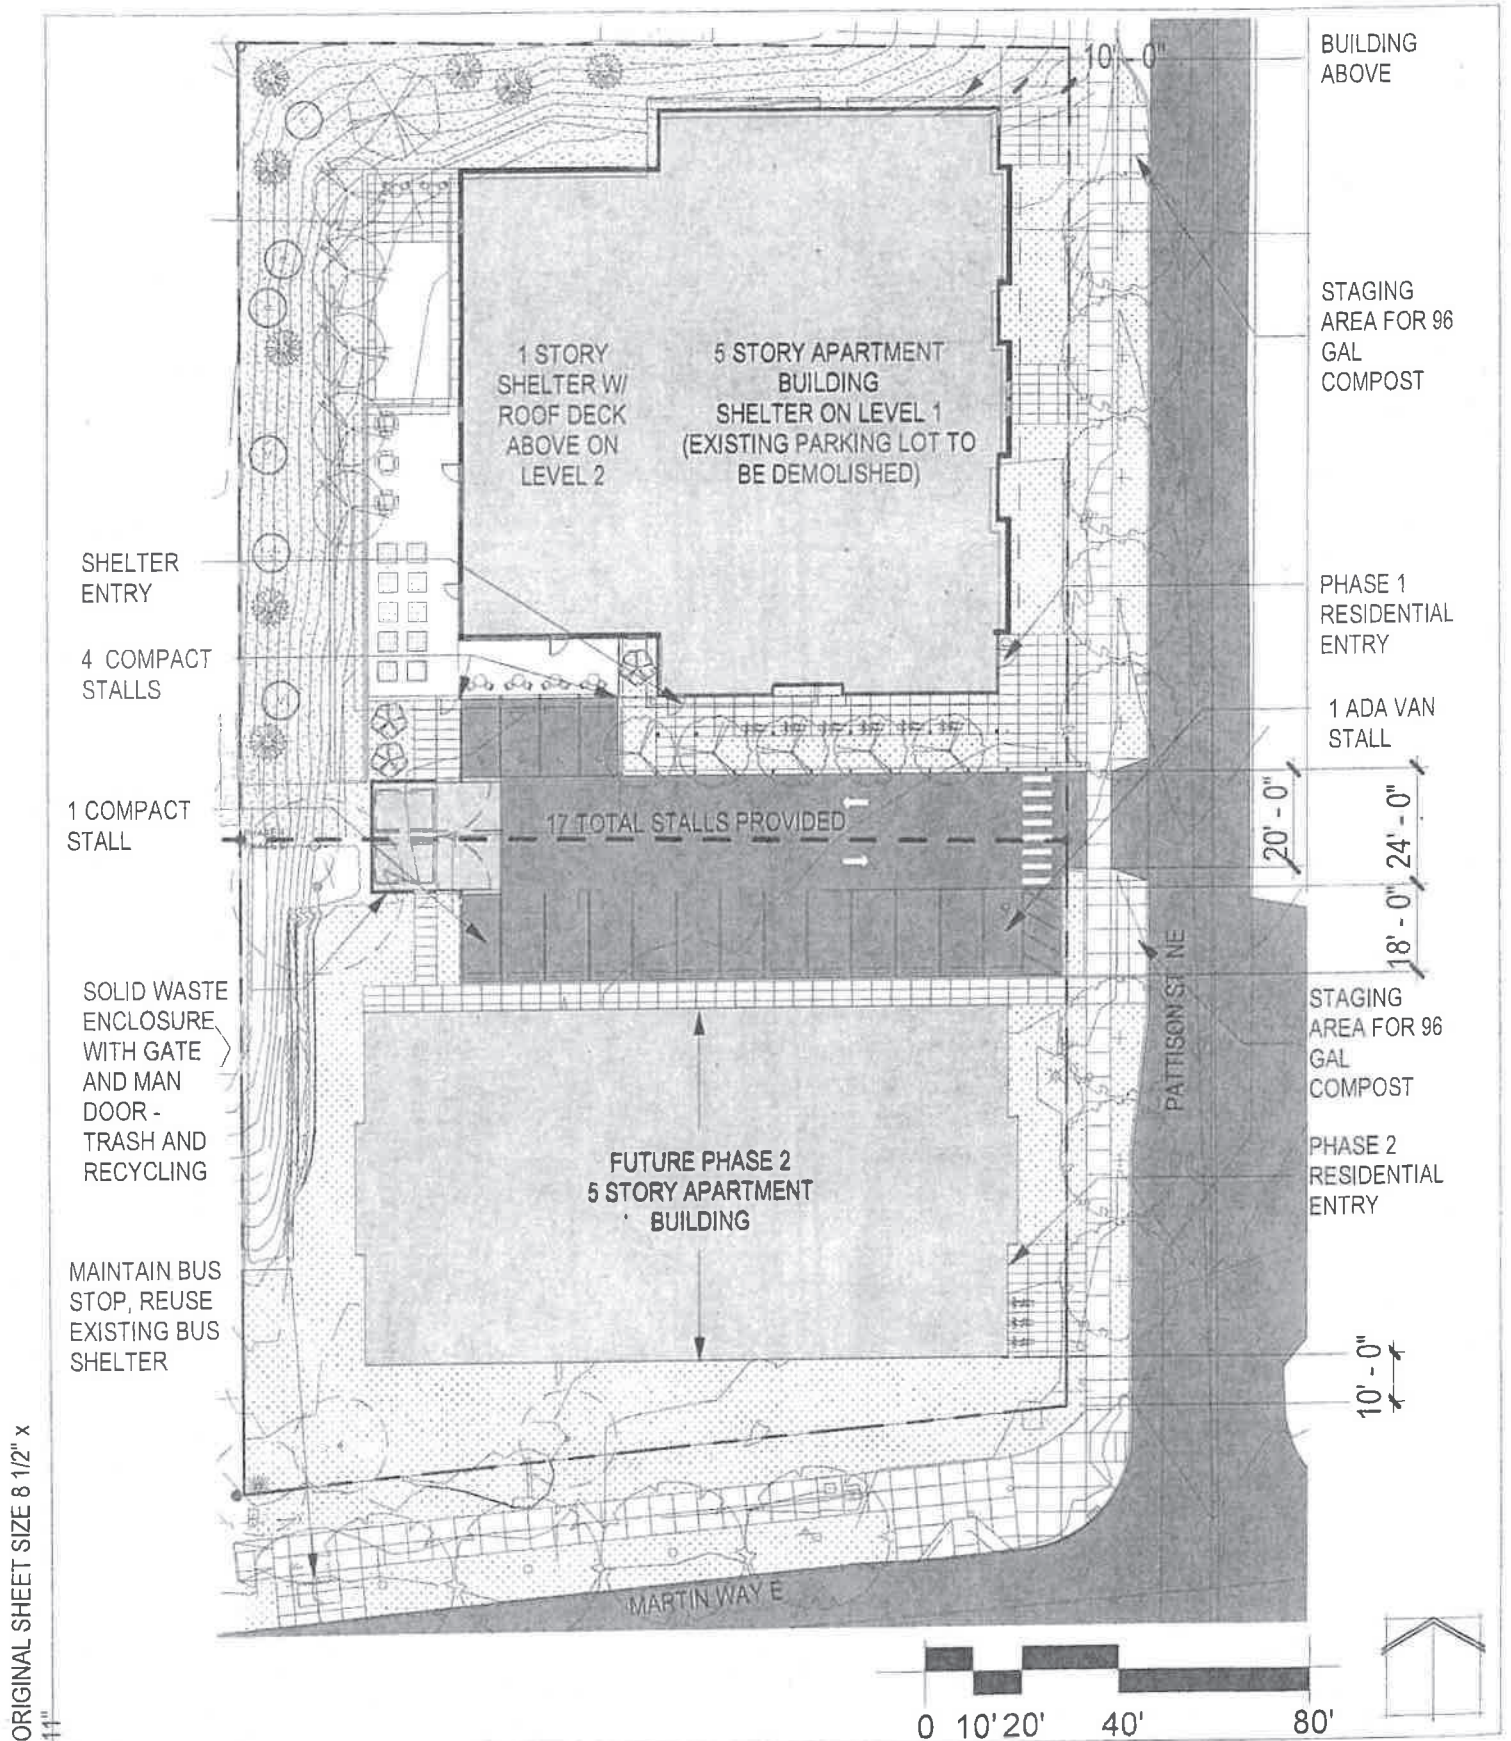 10' - 0"
BUILDING
ABOVE
STAGING
AREA FOR 96
GAL
COMPOST
1 STORY
SHELTER W/
ROOF DECK
ABOVE ON
LEVEL 2
5 STORY APARTMENT
BUILDING
SHELTER ON LEVEL 1
(EXISTING PARKING LOT TO
BE DEMOLISHED)
SHELTER
ENTRY
PHASE 1
RESIDENTIAL
ENTRY
4 COMPACT
STALLS
1 ADA VAN
STALL
1 COMPACT
STALL
17 TOTAL STALLS PROVIDED
20' - 0"
24' - 0"
18' - 0"
PATTISON ST NE
SOLID WASTE
ENCLOSURE
WITH GATE
AND MAN
DOOR -
TRASH AND
RECYCLING
STAGING
AREA FOR 96
GAL
COMPOST
FUTURE PHASE 2
5 STORY APARTMENT
BUILDING
PHASE 2
RESIDENTIAL
ENTRY
MAINTAIN BUS
STOP, REUSE
EXISTING BUS
SHELTER
10' - 0"
MARTIN WAY E
0 10' 20' 40' 80'
ORIGINAL SHEET SIZE 8 1/2" x
11"